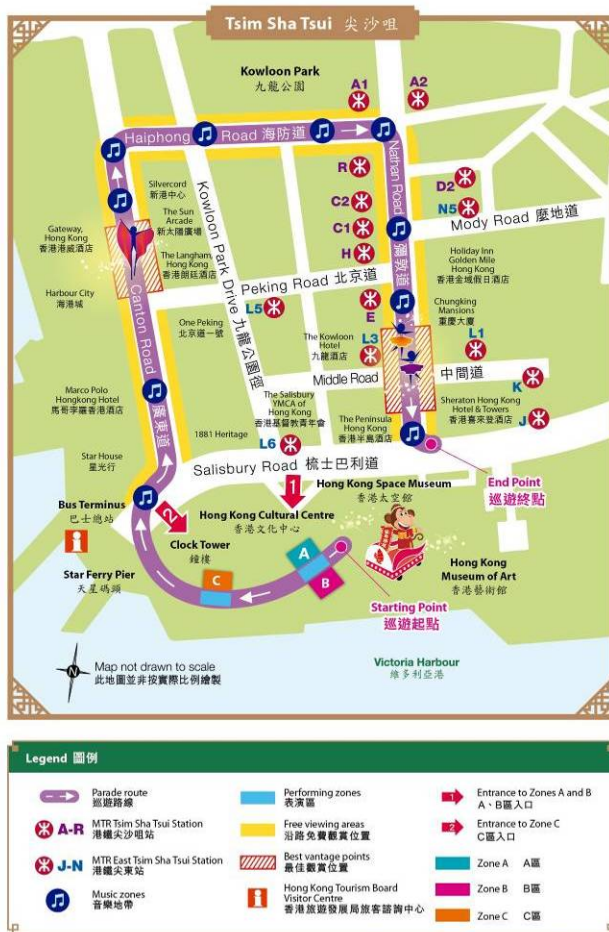 Tsim Sha Tsui 尖沙咀
Kowloon Park
九龍公園
A1
A2
Haiphong Road 海防道
Nathan Road 彌敦道
R
C2
C1
H
D2
N5
Mody Road 麼地道
Silvercord
新港中心
The Sun
Arcade
新太陽廣場
Gateway,
Hong Kong
香港港威酒店
The Langham
Hong Kong
香港朗廷酒店
Harbour City
海港城
Canton Road 廣東道
Kowloon Park Drive 九龍公園徑
Peking Road 北京道
L5
E
Holiday Inn
Golden Mile
Hong Kong
香港金域假日酒店
Chungking
Mansions
重慶大廈
One Peking
北京道一號
The Kowloon
Hotel
九龍酒店
L3
L1
Middle Road 中間道
K
J
Marco Polo
Hongkong Hotel
馬哥孛羅香港酒店
The Salisbury
YMCA of
Hong Kong
香港基督教青年會
The Peninsula
Hong Kong
香港半島酒店
Sheraton Hong Kong
Hotel & Towers
香港喜來登酒店
1881 Heritage
Star House
星光行
L6
Salisbury Road 梳士巴利道
1
End Point
巡遊終點
Hong Kong Space Museum
香港太空館
Bus Terminus
巴士總站
2
Hong Kong Cultural Centre
香港文化中心
Clock Tower
鐘樓
i
A
B
C
Star Ferry Pier
天星碼頭
Hong Kong
Museum of Art
香港藝術館
Starting Point
巡遊起點
N
Map not drawn to scale
此地圖並非按實際比例繪製
Victoria Harbour
維多利亞港
Legend 圖例
Parade route
巡遊路線
A-R MTR Tsim Sha Tsui Station
港鐵尖沙咀站
J-N MTR East Tsim Sha Tsui Station
港鐵尖東站
Music zones
音樂地帶
Performing zones
表演區
Free viewing areas
沿路免費觀賞位置
Best vantage points
最佳觀賞位置
i Hong Kong Tourism Board
Visitor Centre
香港旅遊發展局旅客諮詢中心
1 Entrance to Zones A and B
A、B區入口
2 Entrance to Zone C
C區入口
Zone A A區
Zone B B區
Zone C C區